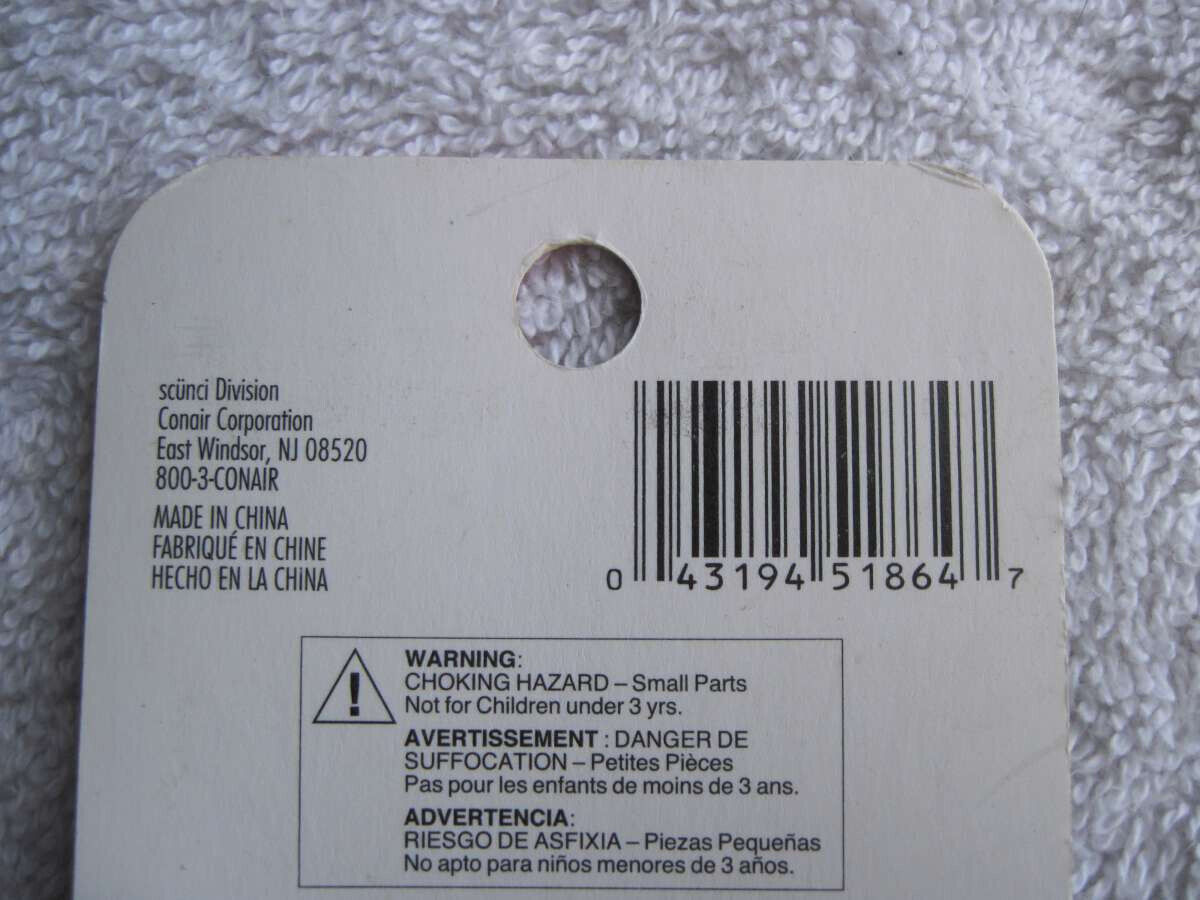 scünci Division
Conair Corporation
East Windsor, NJ 08520
800-3-CONAIR
MADE IN CHINA
FABRIQUÉ EN CHINE
HECHO EN LA CHiNA
0 43194 51864 7
WARNING:
CHOKING HAZARD – Small Parts
Not for Children under 3 yrs.
AVERTISSEMENT : DANGER DE
SUFFOCATION – Petites Pièces
Pas pour les enfants de moins de 3 ans.
ADVERTENCIA:
RIESGO DE ASFIXIA – Piezas Pequeñas
No apto para niños menores de 3 años.